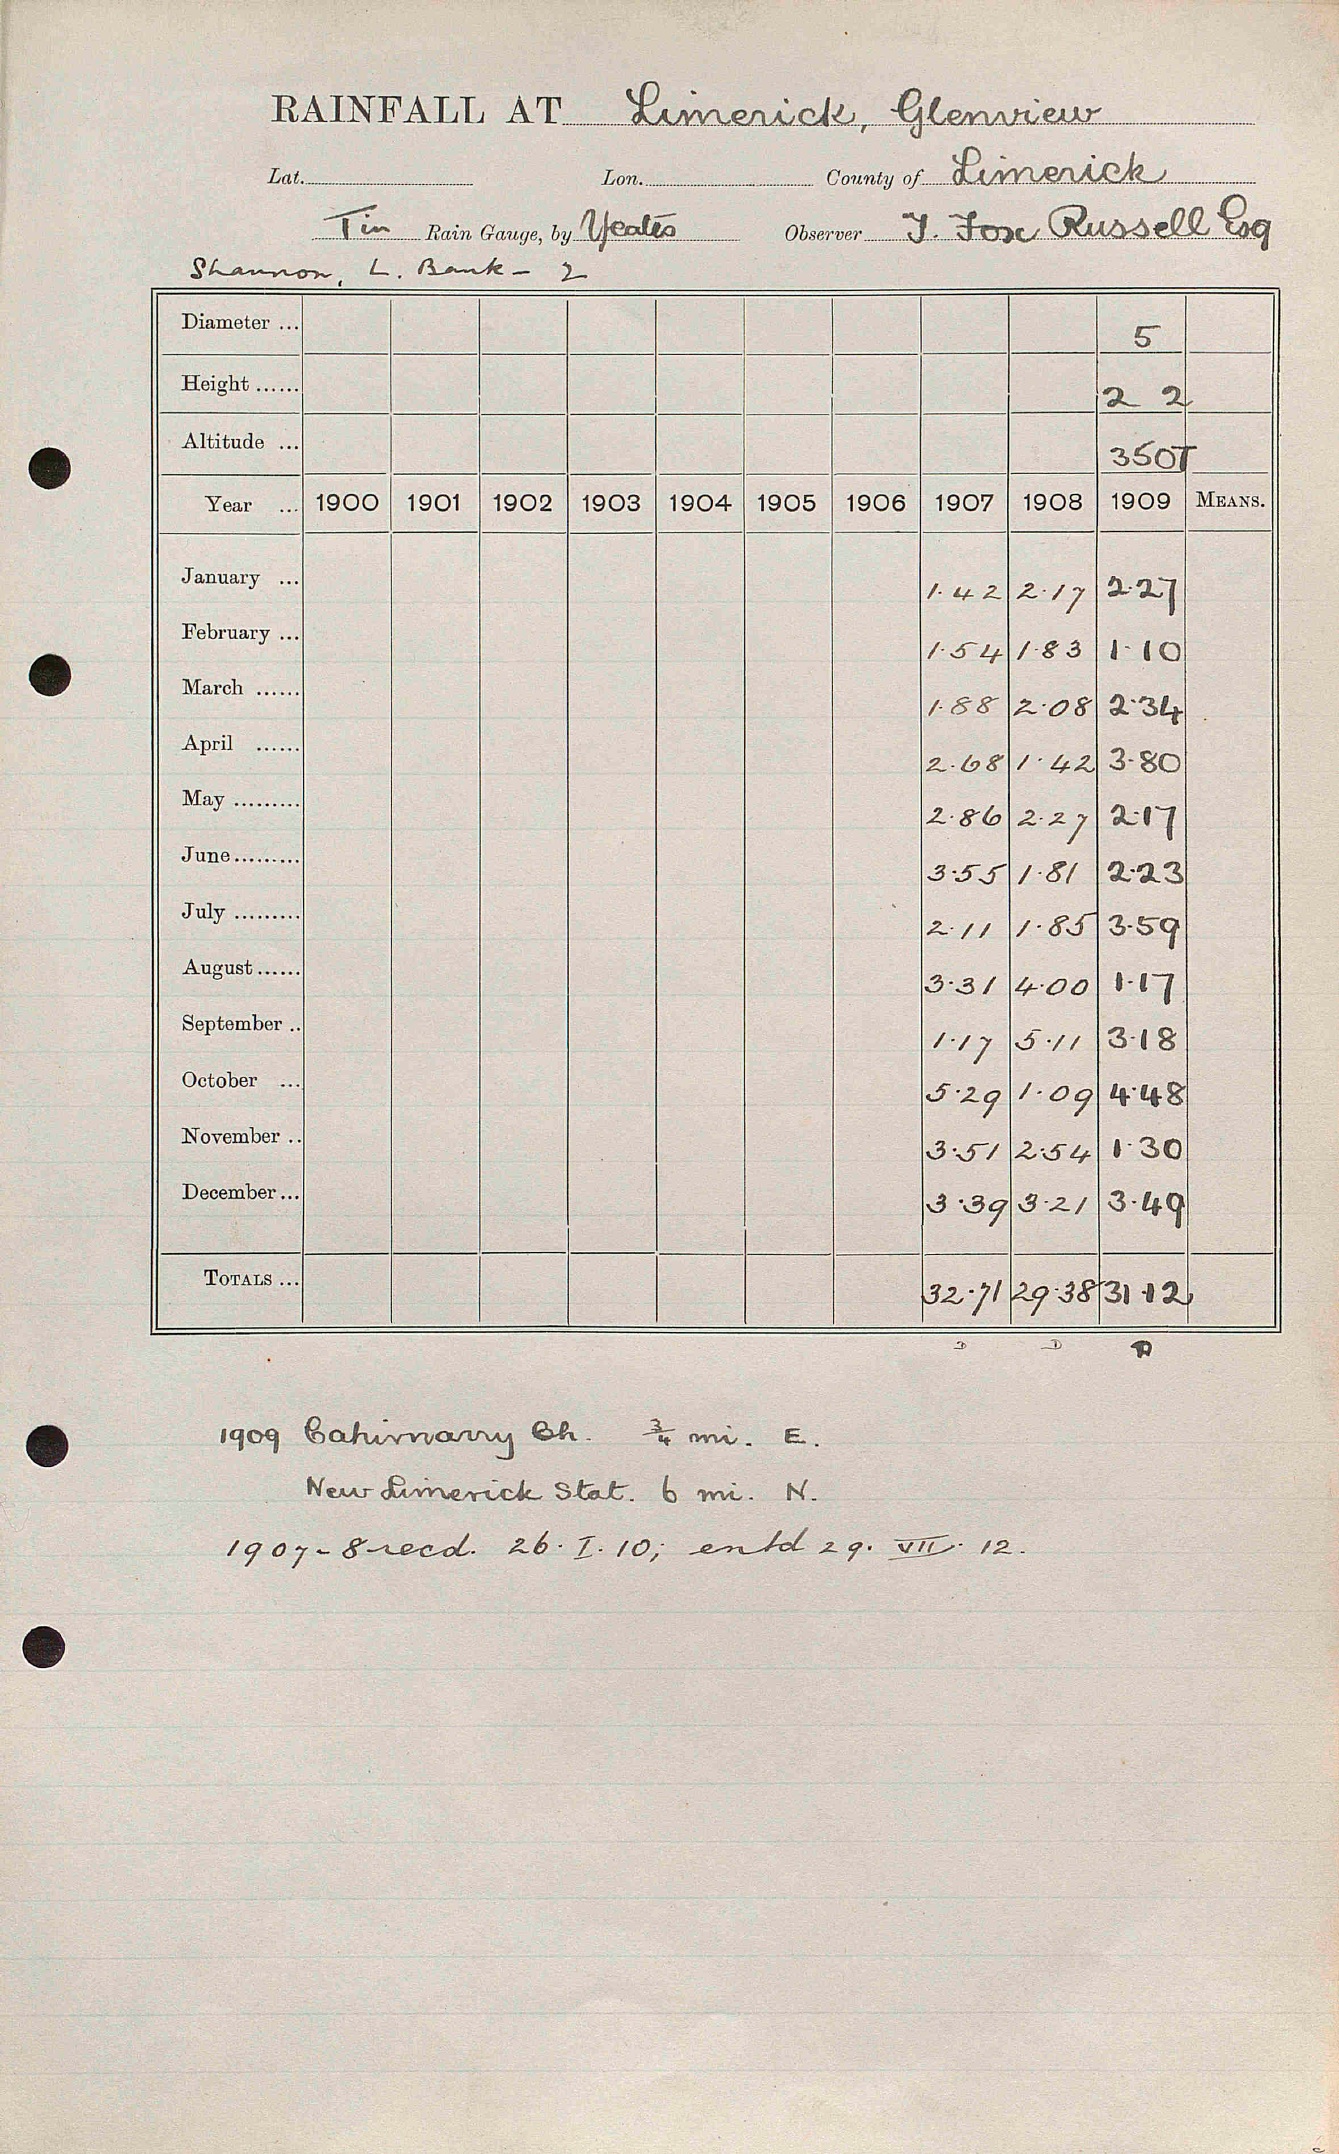 RAINFALL AT Limerick, Glenview
Lat. Lon. County of Limerick
Tin Rain Gauge, by Yeates Observer T. Fox Russell Esq
Shannon, L. Bank - 2
Diameter ... 5
Height ...... 2 2
Altitude ... 350T
Year ... 1900 1901 1902 1903 1904 1905 1906 1907 1908 1909 MEANS.
January ... 1.42 2.17 2.27
February ... 1.54 1.83 1.10
March ...... 1.88 2.08 2.34
April ...... 2.68 1.42 3.80
May ......... 2.86 2.27 2.17
June ......... 3.55 1.81 2.23
July ......... 2.11 1.85 3.59
August ...... 3.31 4.00 1.17
September .. 1.17 5.11 3.18
October ... 5.29 1.09 4.48
November .. 3.51 2.54 1.30
December ... 3.39 3.21 3.49
TOTALS ... 32.71 29.38 31.12
1909 Cahirnarry Ch. 3/4 mi. E.
New Limerick Stat. 6 mi. N.
1907-8 recd. 26. I. 10; entd 29. VII. 12.